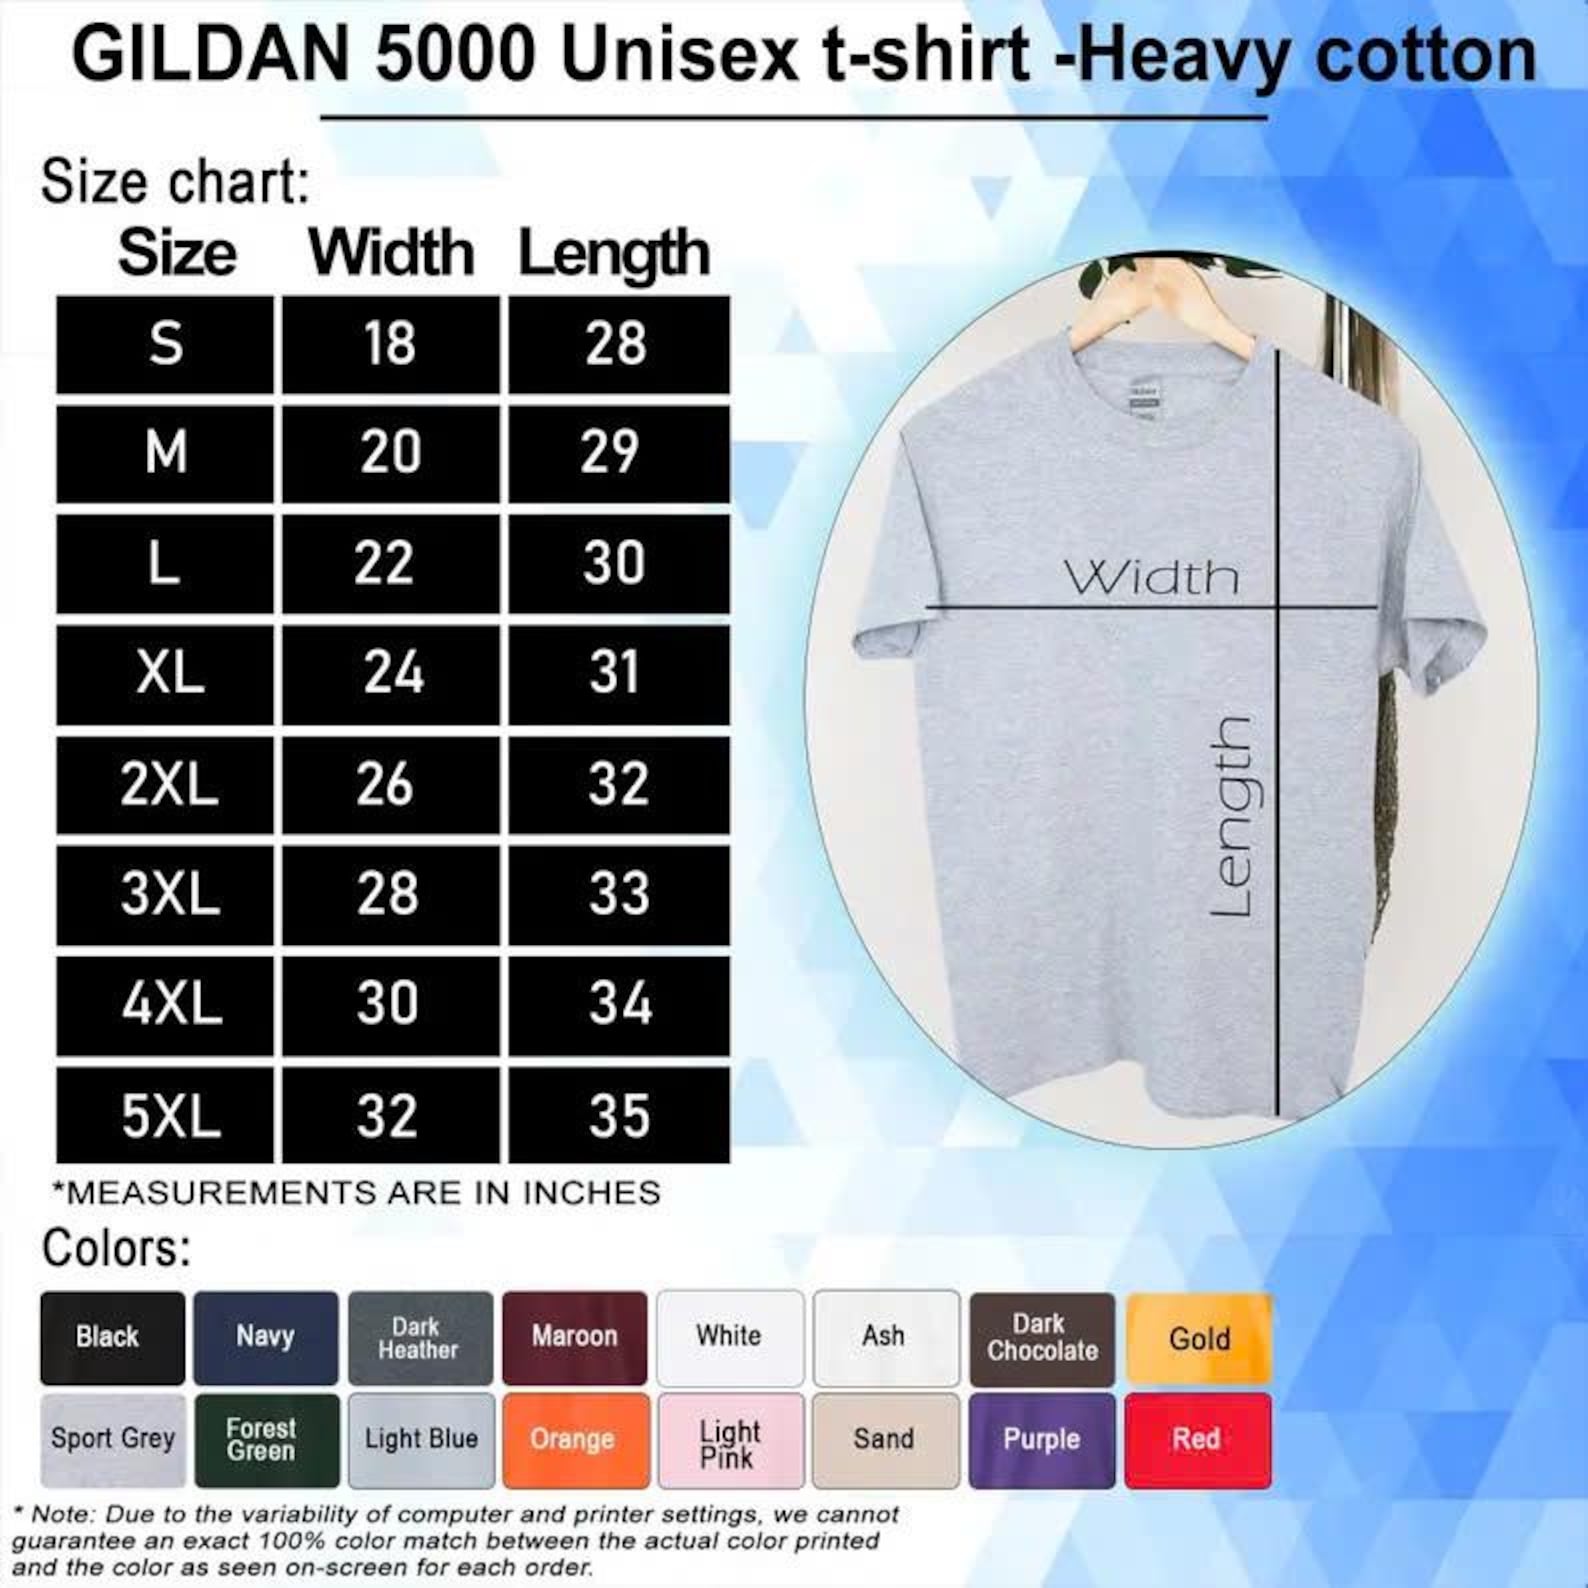 GILDAN 5000 Unisex t-shirt -Heavy cotton
Size chart:
Size Width Length
S 18 28
M 20 29
L 22 30
XL 24 31
2XL 26 32
3XL 28 33
4XL 30 34
5XL 32 35
*MEASUREMENTS ARE IN INCHES
Width
Length
Colors:
Black Navy Dark Heather Maroon White Ash Dark Chocolate Gold
Sport Grey Forest Green Light Blue Orange Light Pink Sand Purple Red
* Note: Due to the variability of computer and printer settings, we cannot
guarantee an exact 100% color match between the actual color printed
and the color as seen on-screen for each order.